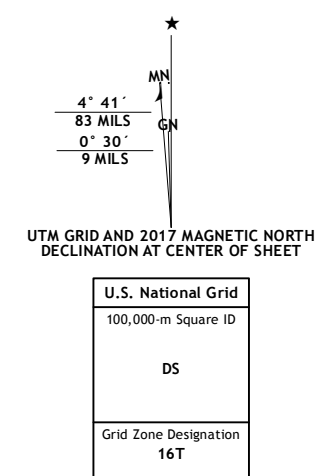 MN
4° 41´
83 MILS
GN
0° 30´
9 MILS
UTM GRID AND 2017 MAGNETIC NORTH
DECLINATION AT CENTER OF SHEET
U.S. National Grid
100,000-m Square ID
DS
Grid Zone Designation
16T